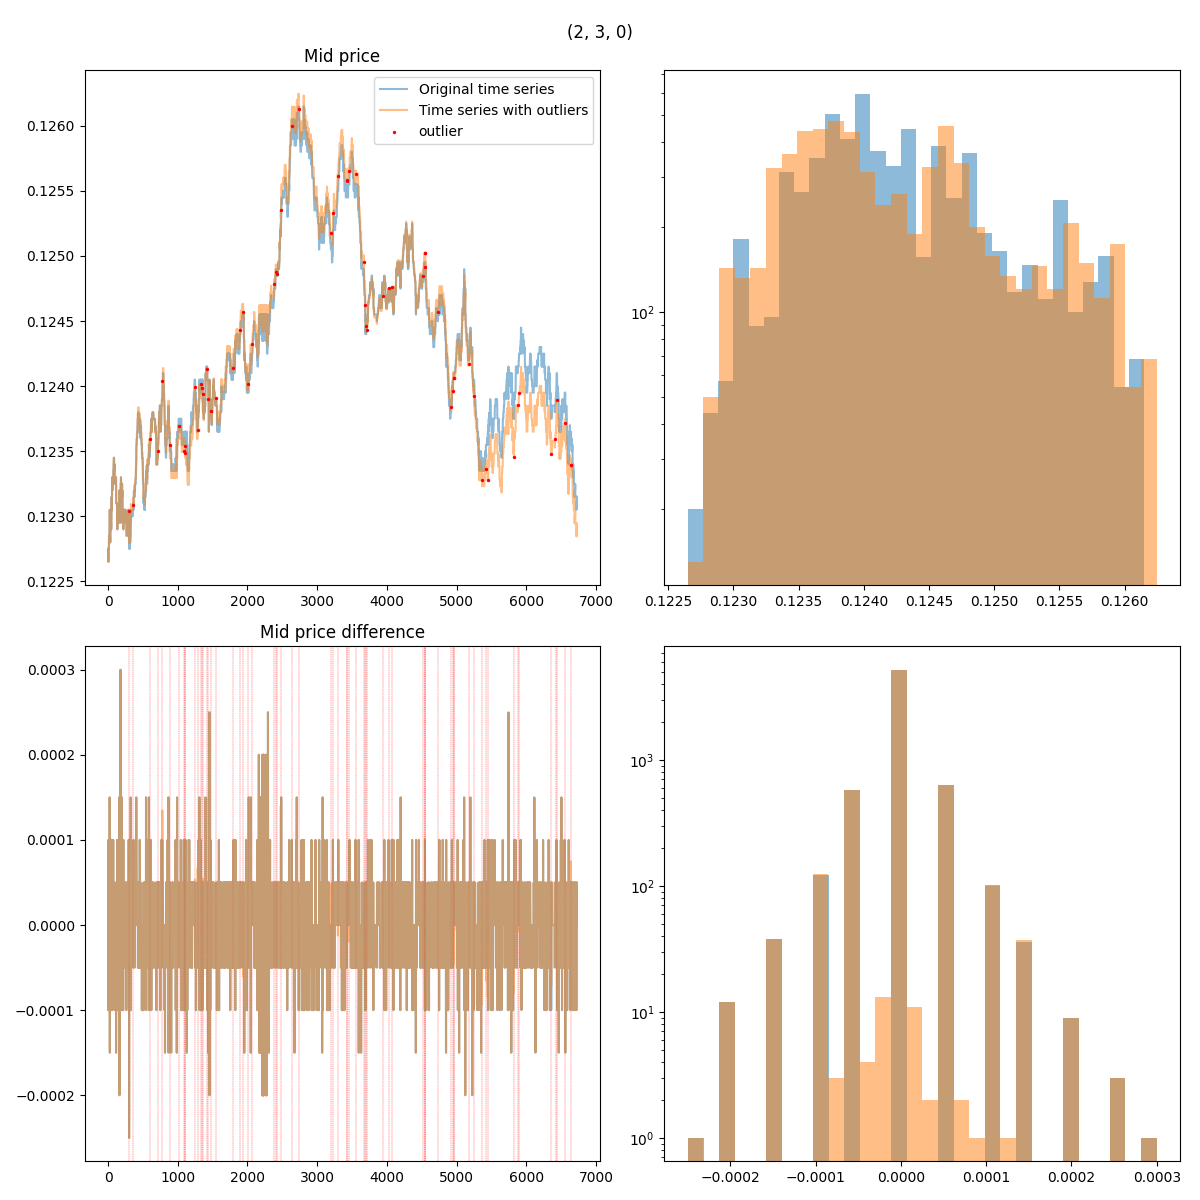 (2, 3, 0)
Mid price
Original time series
Time series with outliers
outlier
0.1260
0.1255
0.1250
0.1245
0.1240
0.1235
0.1230
0.1225
0 1000 2000 3000 4000 5000 6000 7000
10²
0.1225 0.1230 0.1235 0.1240 0.1245 0.1250 0.1255 0.1260
Mid price difference
0.0003
0.0002
0.0001
0.0000
−0.0001
−0.0002
0 1000 2000 3000 4000 5000 6000 7000
10³
10²
10¹
10⁰
−0.0002 −0.0001 0.0000 0.0001 0.0002 0.0003